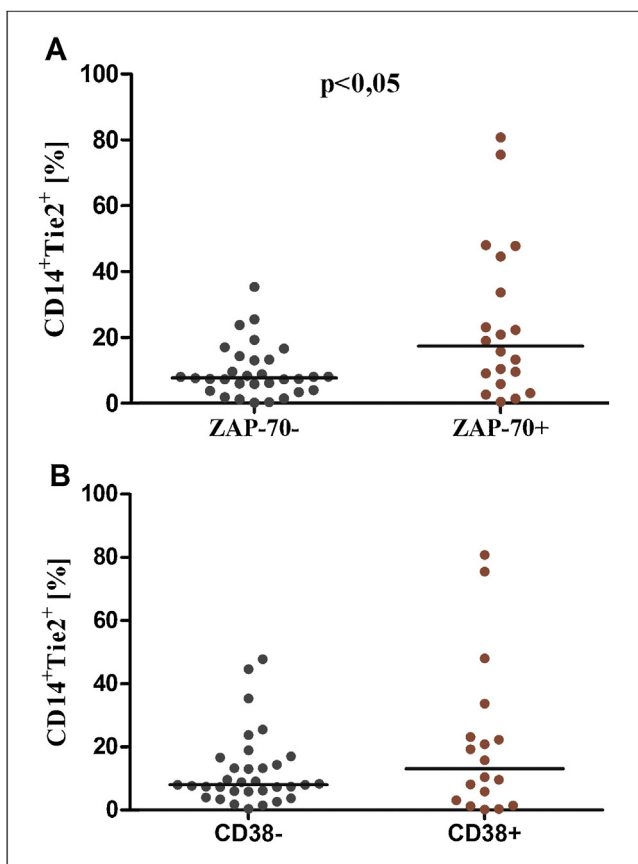 A
p<0,05
CD14+Tie2+ [%]
100
80
60
40
20
0
ZAP-70-
ZAP-70+
B
CD14+Tie2+ [%]
100
80
60
40
20
0
CD38-
CD38+